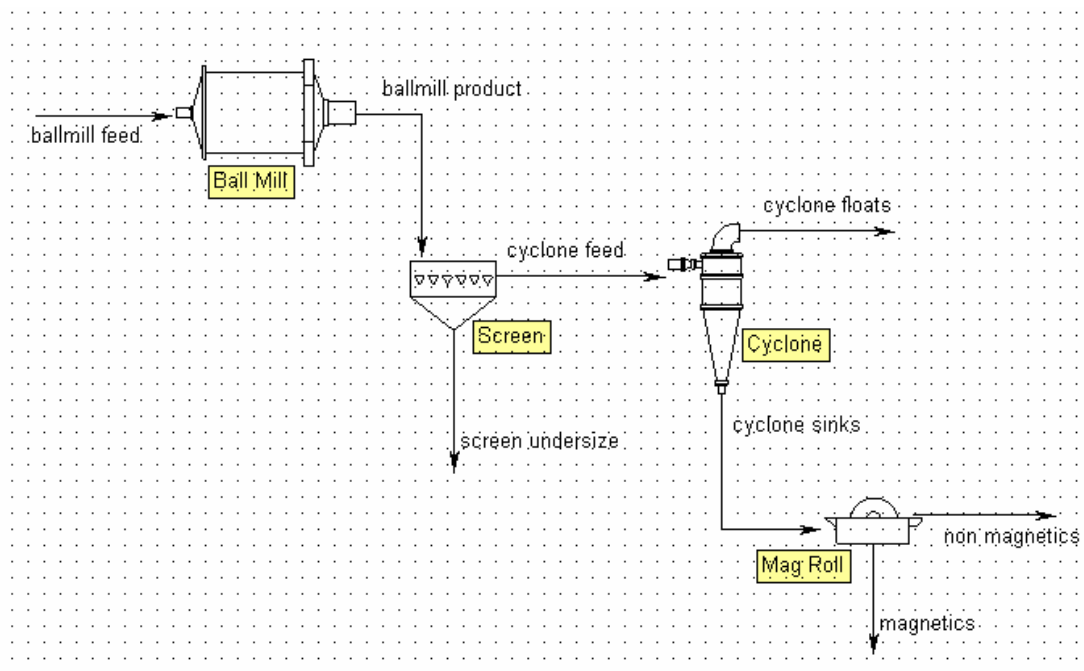 ballmill product
ballmill feed
Ball Mill
cyclone floats
cyclone feed
Screen
Cyclone
cyclone sinks
screen undersize
non magnetics
Mag Roll
magnetics